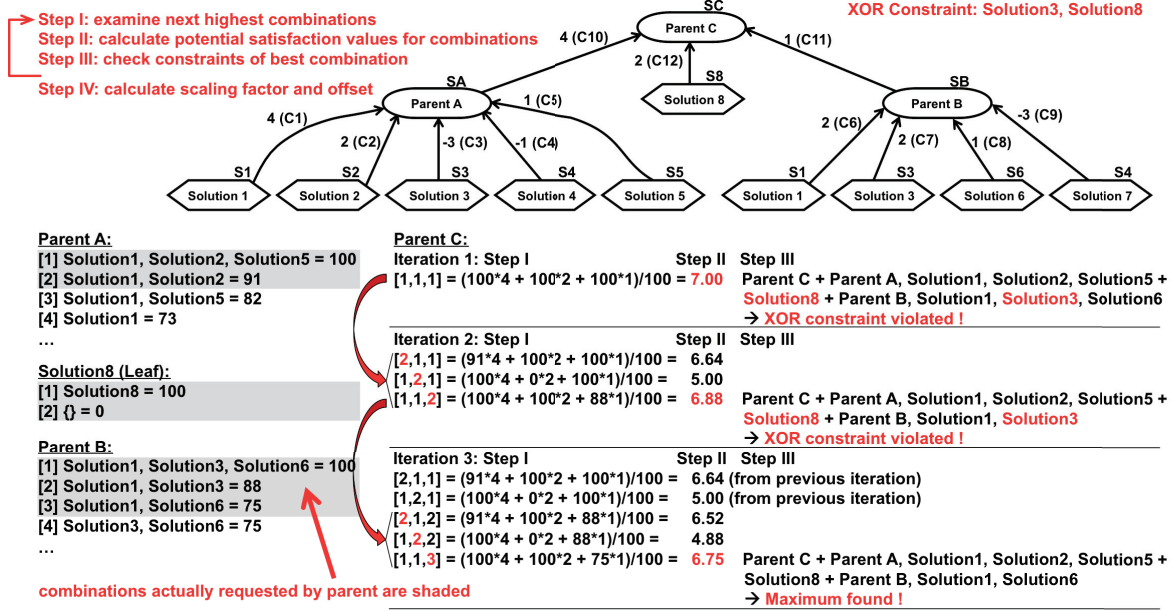 Step I: examine next highest combinations
Step II: calculate potential satisfaction values for combinations
Step III: check constraints of best combination
Step IV: calculate scaling factor and offset
XOR Constraint: Solution3, Solution8
SC
Parent C
4 (C10)
2 (C12)
1 (C11)
S8
Solution 8
SA
Parent A
4 (C1)
2 (C2)
-3 (C3)
-1 (C4)
1 (C5)
S1
Solution 1
S2
Solution 2
S3
Solution 3
S4
Solution 4
S5
Solution 5
SB
Parent B
2 (C6)
2 (C7)
1 (C8)
-3 (C9)
S1
Solution 1
S3
Solution 3
S6
Solution 6
S4
Solution 7
Parent A:
[1] Solution1, Solution2, Solution5 = 100
[2] Solution1, Solution2 = 91
[3] Solution1, Solution5 = 82
[4] Solution1 = 73
…
Solution8 (Leaf):
[1] Solution8 = 100
[2] {} = 0
Parent B:
[1] Solution1, Solution3, Solution6 = 100
[2] Solution1, Solution3 = 88
[3] Solution1, Solution6 = 75
[4] Solution3, Solution6 = 75
…
combinations actually requested by parent are shaded
Parent C:
Iteration 1: Step I Step II Step III
[1,1,1] = (100*4 + 100*2 + 100*1)/100 = 7.00 Parent C + Parent A, Solution1, Solution2, Solution5 +
Solution8 + Parent B, Solution1, Solution3, Solution6
→ XOR constraint violated !
Iteration 2: Step I Step II Step III
[2,1,1] = (91*4 + 100*2 + 100*1)/100 = 6.64
[1,2,1] = (100*4 + 0*2 + 100*1)/100 = 5.00
[1,1,2] = (100*4 + 100*2 + 88*1)/100 = 6.88 Parent C + Parent A, Solution1, Solution2, Solution5 +
Solution8 + Parent B, Solution1, Solution3
→ XOR constraint violated !
Iteration 3: Step I Step II Step III
[2,1,1] = (91*4 + 100*2 + 100*1)/100 = 6.64 (from previous iteration)
[1,2,1] = (100*4 + 0*2 + 100*1)/100 = 5.00 (from previous iteration)
[2,1,2] = (91*4 + 100*2 + 88*1)/100 = 6.52
[1,2,2] = (100*4 + 0*2 + 88*1)/100 = 4.88
[1,1,3] = (100*4 + 100*2 + 75*1)/100 = 6.75 Parent C + Parent A, Solution1, Solution2, Solution5 +
Solution8 + Parent B, Solution1, Solution6
→ Maximum found !